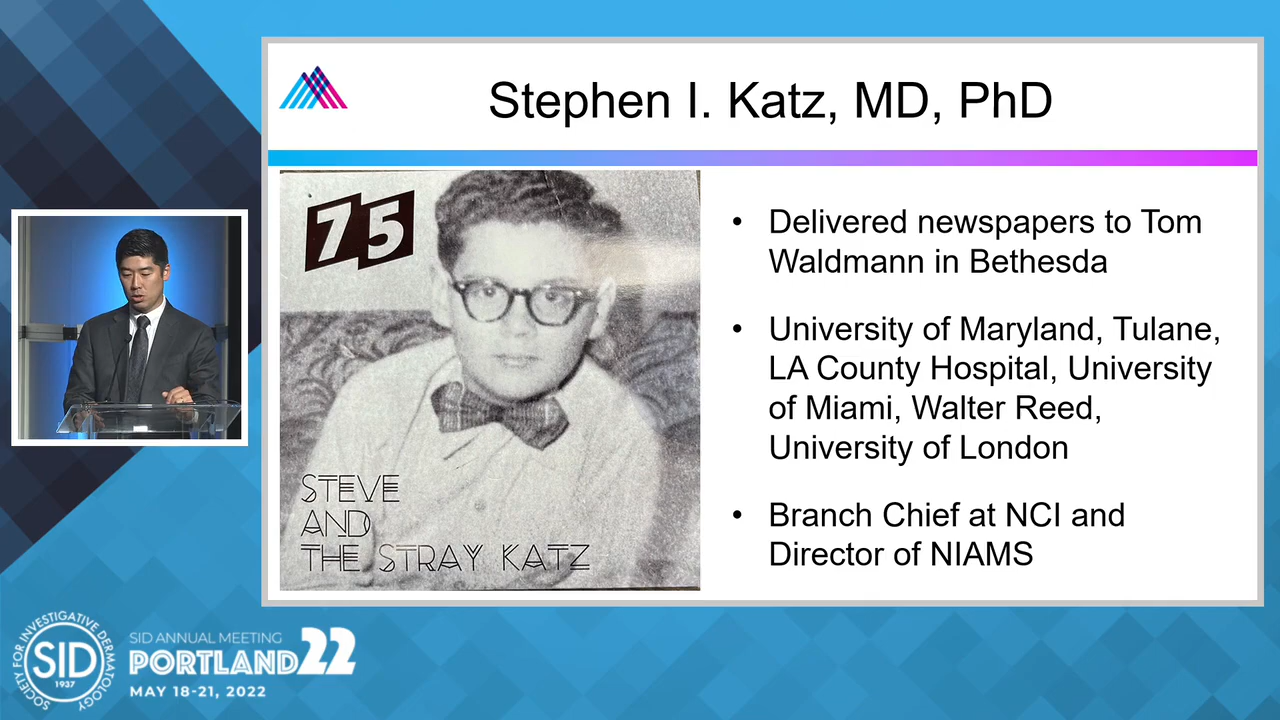 Stephen I. Katz, MD, PhD
75
STEVE
AND
THE STRAY KATZ
• Delivered newspapers to Tom
Waldmann in Bethesda
• University of Maryland, Tulane,
LA County Hospital, University
of Miami, Walter Reed,
University of London
• Branch Chief at NCI and
Director of NIAMS
SOCIETY FOR INVESTIGATIVE DERMATOLOGY
SID
1937
SID ANNUAL MEETING
PORTLAND22
MAY 18-21, 2022